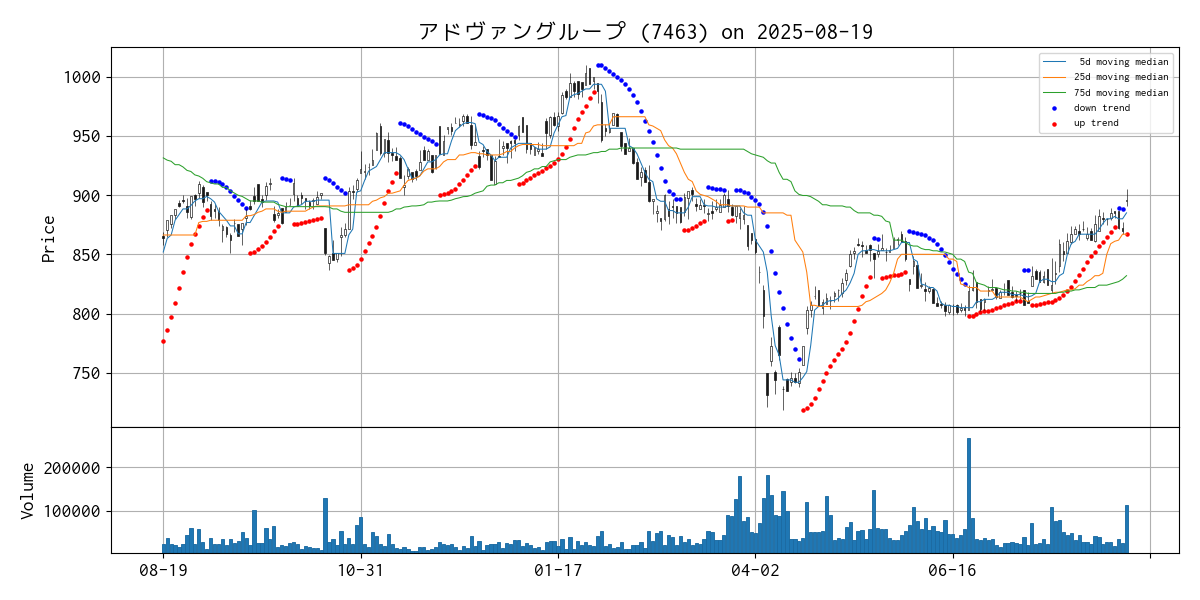 アドヴァングループ (7463) on 2025-08-19
5d moving median
25d moving median
75d moving median
down trend
up trend
Price
1000
950
900
850
800
750
Volume
200000
100000
08-19
10-31
01-17
04-02
06-16